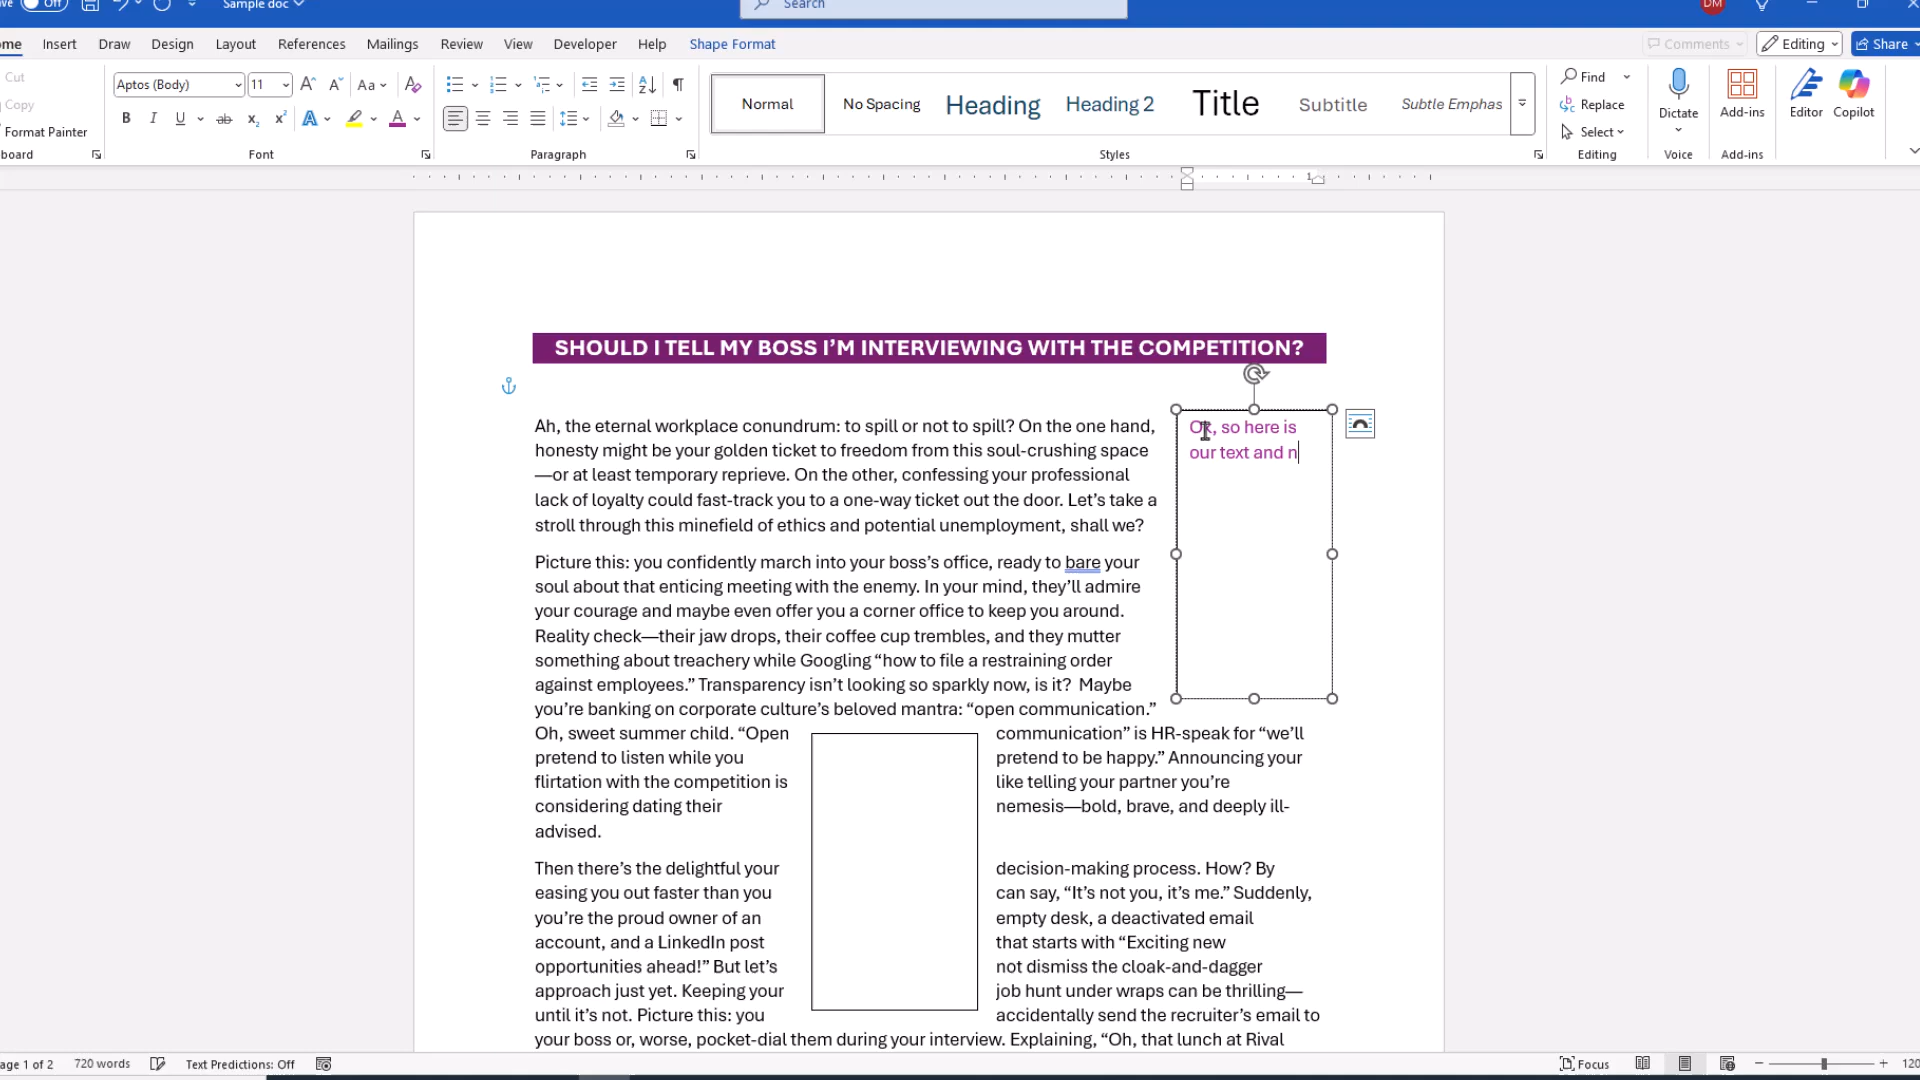 Off
Sample doc
Search
DM
Insert
Draw
Design
Layout
References
Mailings
Review
View
Developer
Help
Shape Format
Comments
Editing
Share
Cut
Copy
Format Painter
Aptos (Body)
11
Aa
Normal
No Spacing
Heading
Heading 2
Title
Subtitle
Subtle Emphas
Find
Replace
Select
Dictate
Add-ins
Editor
Copilot
Font
Paragraph
Styles
Editing
Voice
Add-ins
SHOULD I TELL MY BOSS I’M INTERVIEWING WITH THE COMPETITION?
Ah, the eternal workplace conundrum: to spill or not to spill? On the one hand,
honesty might be your golden ticket to freedom from this soul-crushing space
—or at least temporary reprieve. On the other, confessing your professional
lack of loyalty could fast-track you to a one-way ticket out the door. Let’s take a
stroll through this minefield of ethics and potential unemployment, shall we?
Ok, so here is
our text and n
Picture this: you confidently march into your boss’s office, ready to bare your
soul about that enticing meeting with the enemy. In your mind, they’ll admire
your courage and maybe even offer you a corner office to keep you around.
Reality check—their jaw drops, their coffee cup trembles, and they mutter
something about treachery while Googling “how to file a restraining order
against employees.” Transparency isn’t looking so sparkly now, is it?  Maybe
you’re banking on corporate culture’s beloved mantra: “open communication.”
Oh, sweet summer child. “Open communication” is HR-speak for “we’ll
pretend to listen while you pretend to be happy.” Announcing your
flirtation with the competition is like telling your partner you’re
considering dating their nemesis—bold, brave, and deeply ill-
advised.
Then there’s the delightful your decision-making process. How? By
easing you out faster than you can say, “It’s not you, it’s me.” Suddenly,
you’re the proud owner of an empty desk, a deactivated email
account, and a LinkedIn post that starts with “Exciting new
opportunities ahead!” But let’s not dismiss the cloak-and-dagger
approach just yet. Keeping your job hunt under wraps can be thrilling—
until it’s not. Picture this: you accidentally send the recruiter’s email to
your boss or, worse, pocket-dial them during your interview. Explaining, “Oh, that lunch at Rival
age 1 of 2
720 words
Text Predictions: Off
Focus
120